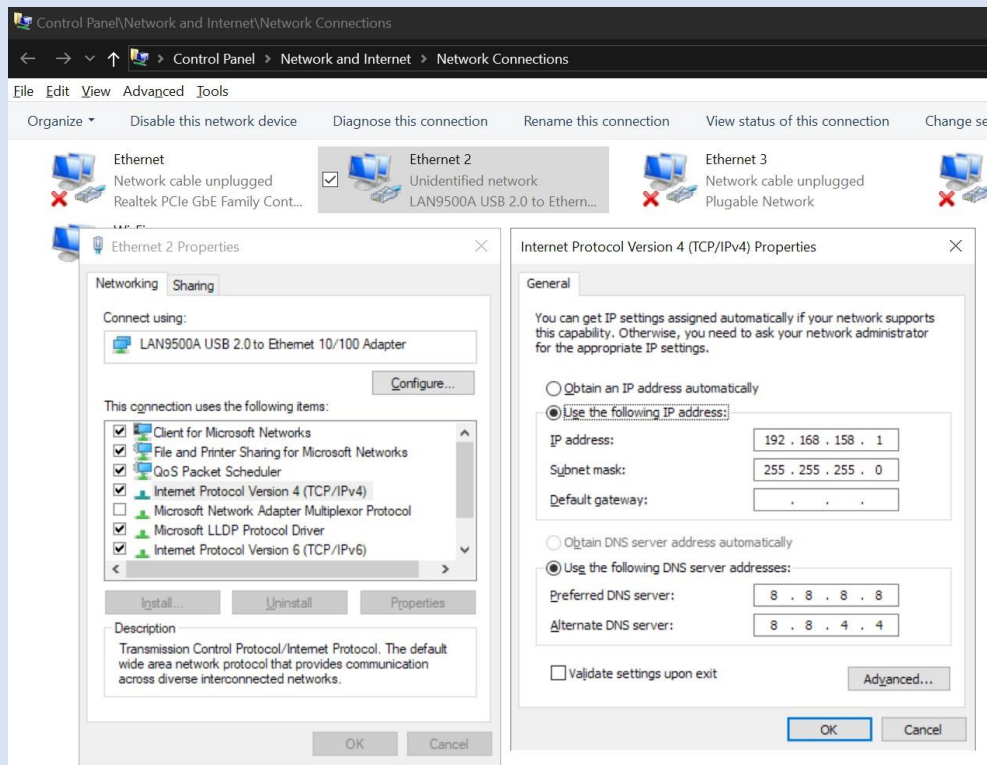 Control Panel\Network and Internet\Network Connections
Control Panel > Network and Internet > Network Connections
File Edit View Advanced Tools
Organize Disable this network device Diagnose this connection Rename this connection View status of this connection Change se
Ethernet
Network cable unplugged
Realtek PCIe GbE Family Cont...
Ethernet 2
Unidentified network
LAN9500A USB 2.0 to Ethern...
Ethernet 3
Network cable unplugged
Plugable Network
Ethernet 2 Properties
Networking Sharing
Connect using:
LAN9500A USB 2.0 to Ethernet 10/100 Adapter
Configure...
This connection uses the following items:
Client for Microsoft Networks
File and Printer Sharing for Microsoft Networks
QoS Packet Scheduler
Internet Protocol Version 4 (TCP/IPv4)
Microsoft Network Adapter Multiplexor Protocol
Microsoft LLDP Protocol Driver
Internet Protocol Version 6 (TCP/IPv6)
Install... Uninstall Properties
Description
Transmission Control Protocol/Internet Protocol. The default
wide area network protocol that provides communication
across diverse interconnected networks.
OK Cancel
Internet Protocol Version 4 (TCP/IPv4) Properties
General
You can get IP settings assigned automatically if your network supports
this capability. Otherwise, you need to ask your network administrator
for the appropriate IP settings.
Obtain an IP address automatically
Use the following IP address:
IP address: 192 . 168 . 158 . 1
Subnet mask: 255 . 255 . 255 . 0
Default gateway: . . .
Obtain DNS server address automatically
Use the following DNS server addresses:
Preferred DNS server: 8 . 8 . 8 . 8
Alternate DNS server: 8 . 8 . 4 . 4
Validate settings upon exit
Advanced...
OK Cancel